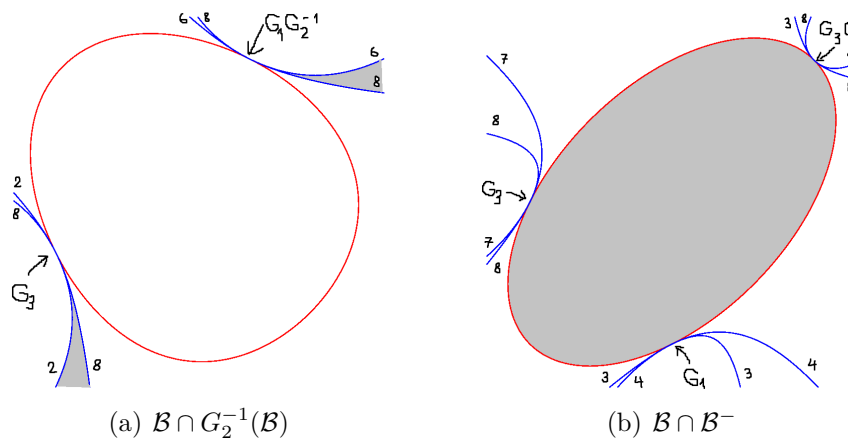 6 8 G₁G₂⁻¹
6
8
2
8
G₃
2 8
(a) 𝓑 ∩ G₂⁻¹(𝓑)
3 8 G₃
7
8
G₃
7
8
3 4 G₁ 3 4
(b) 𝓑 ∩ 𝓑⁻